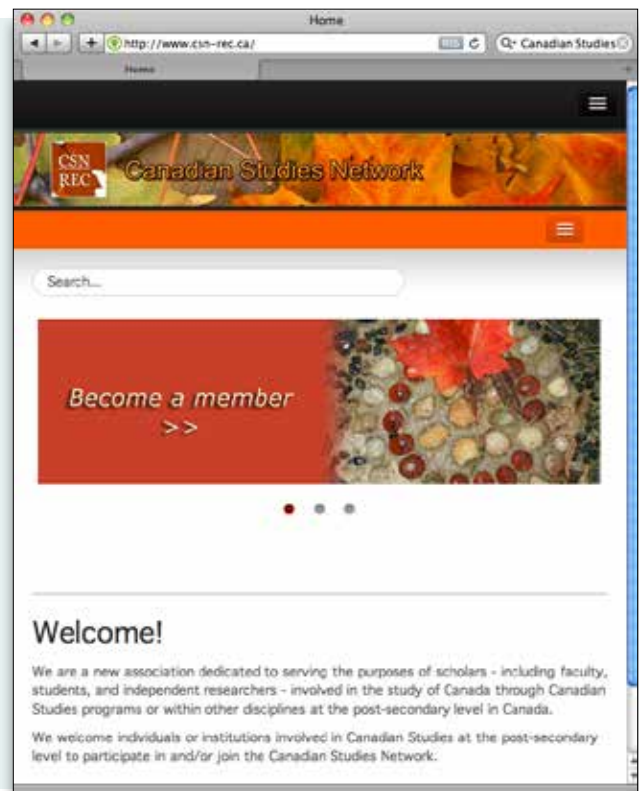 Home
http://www.csn-rec.ca/
RSS
Canadian Studies
Home
CSN
REC
Canadian Studies Network
Search...
Become a member
>>
Welcome!
We are a new association dedicated to serving the purposes of scholars - including faculty,
students, and independent researchers - involved in the study of Canada through Canadian
Studies programs or within other disciplines at the post-secondary level in Canada.
We welcome individuals or institutions involved in Canadian Studies at the post-secondary
level to participate in and/or join the Canadian Studies Network.